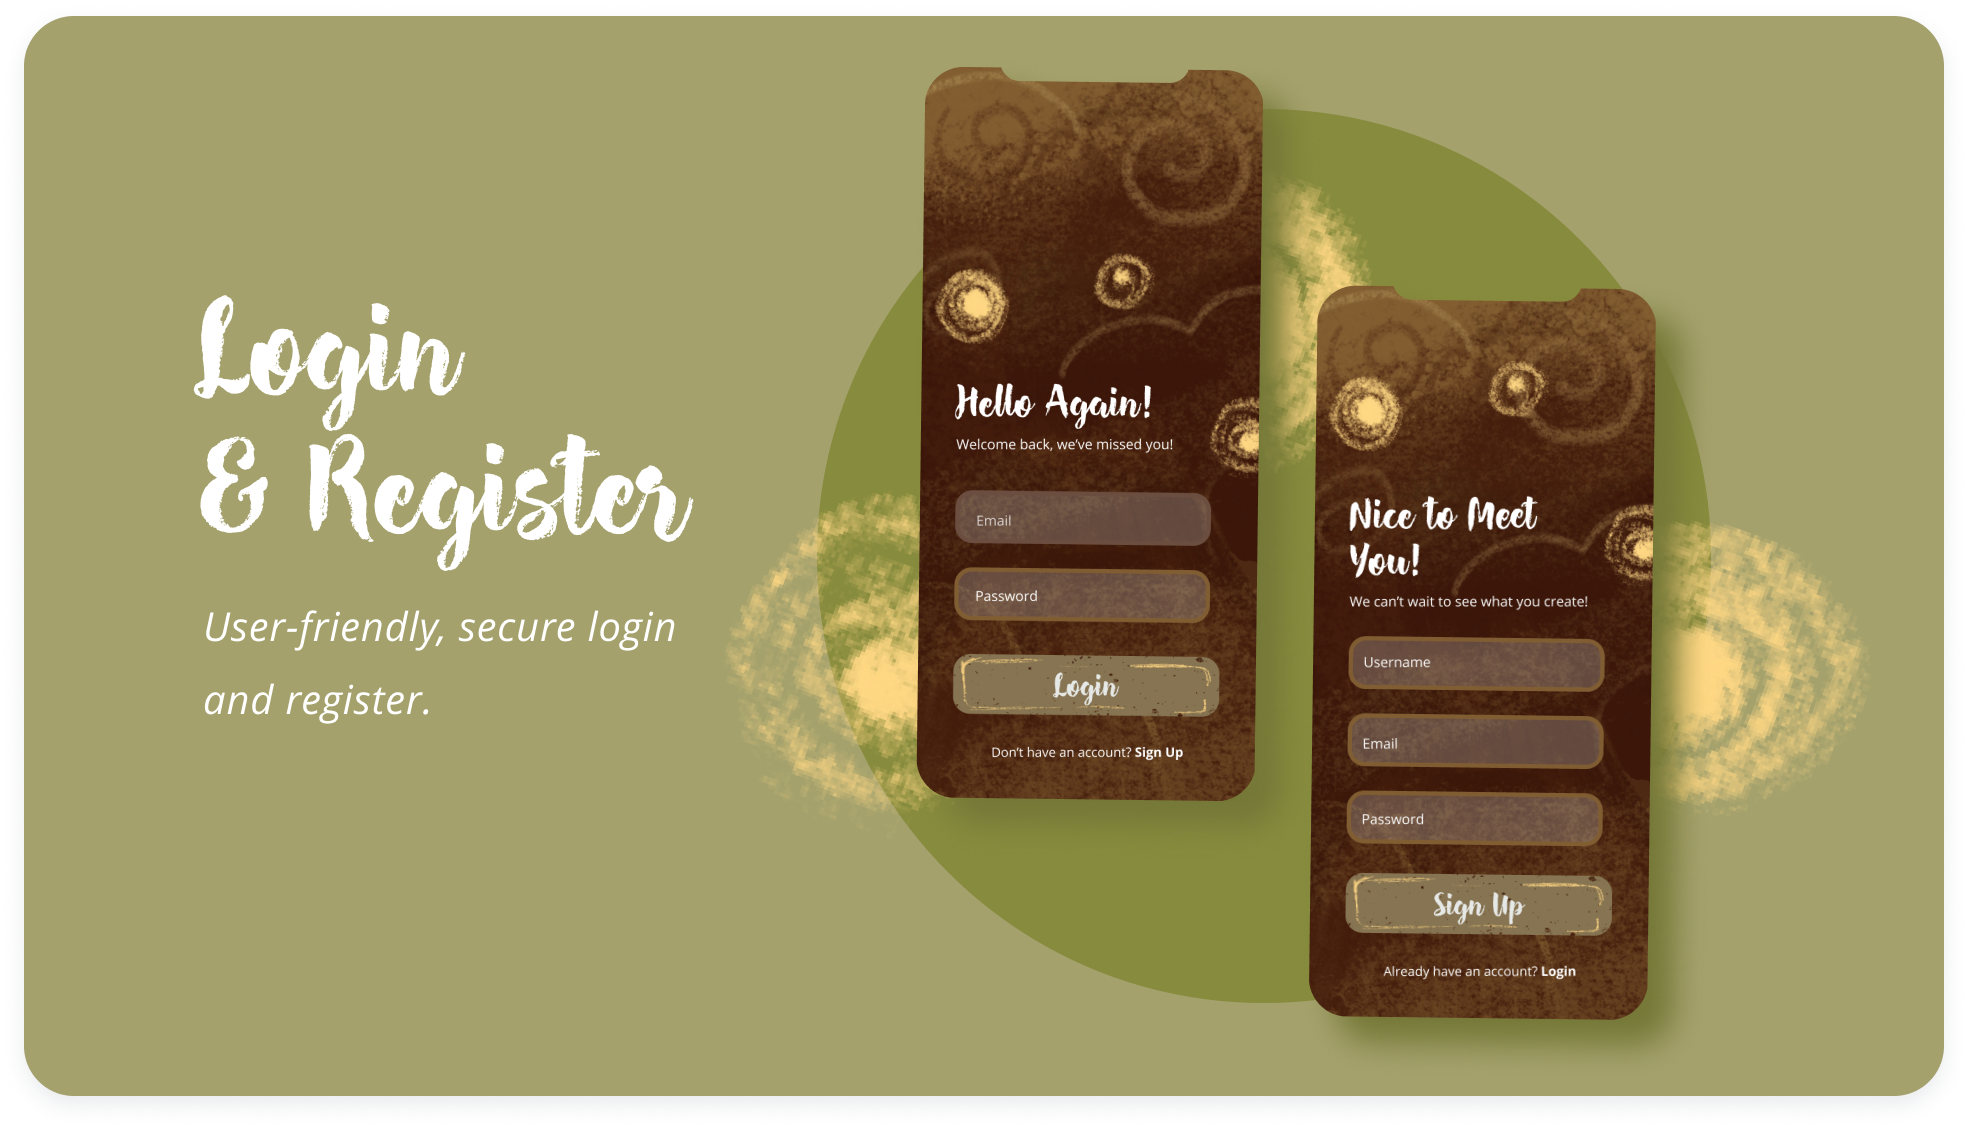 Login
& Register
User-friendly, secure login
and register.
Hello Again!
Welcome back, we've missed you!
Email
Password
Login
Don't have an account? Sign Up
Nice to Meet
You!
We can't wait to see what you create!
Username
Email
Password
Sign Up
Already have an account? Login